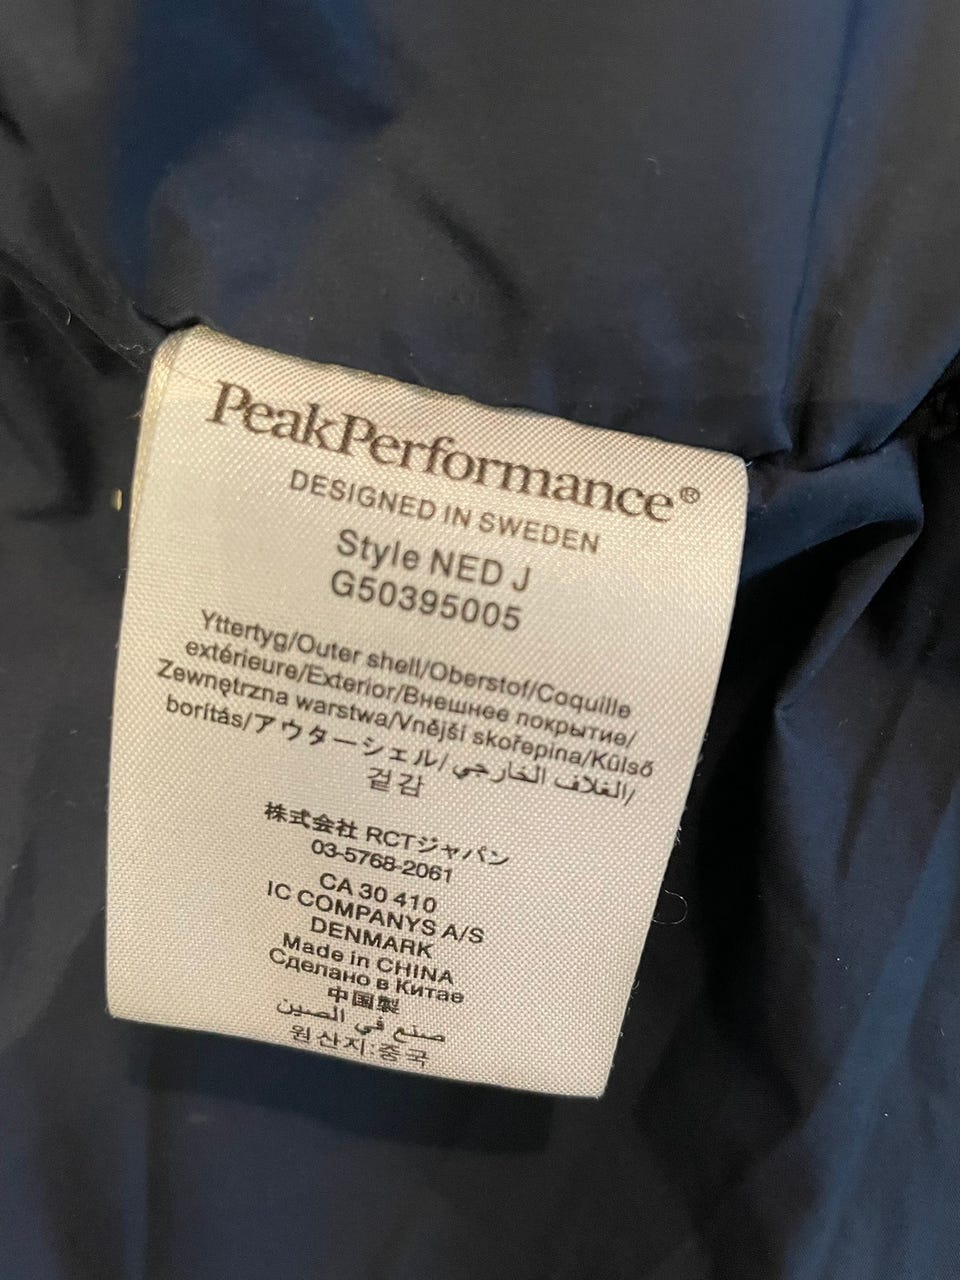 PeakPerformance®
DESIGNED IN SWEDEN
Style NED J
G50395005
Yttertyg/Outer shell/Oberstof/Coquille
extérieure/Exterior/Внешнее покрытие/
Zewnętrzna warstwa/Vnější skořepina/Külső
borítás/アウターシェル/الغلاف الخارجي/
겉감
株式会社 RCTジャパン
03-5768-2061
CA 30 410
IC COMPANYS A/S
DENMARK
Made in CHINA
Сделано в Китае
中国製
صنع في الصين
원산지:중국